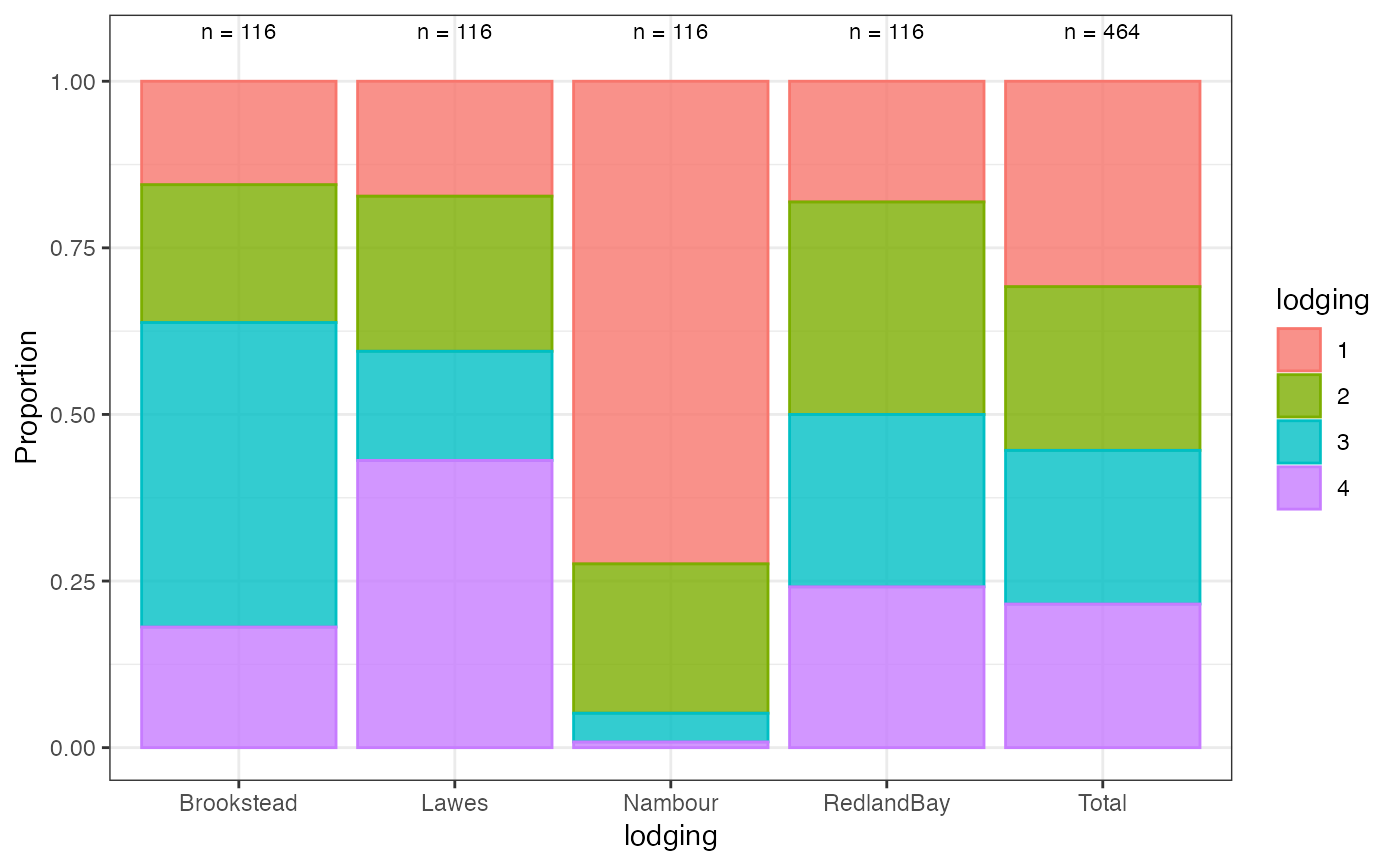 n = 116 n = 116 n = 116 n = 116 n = 464
1.00
0.75
0.50
0.25
0.00
Proportion
Brookstead Lawes Nambour RedlandBay Total
lodging
lodging
1
2
3
4